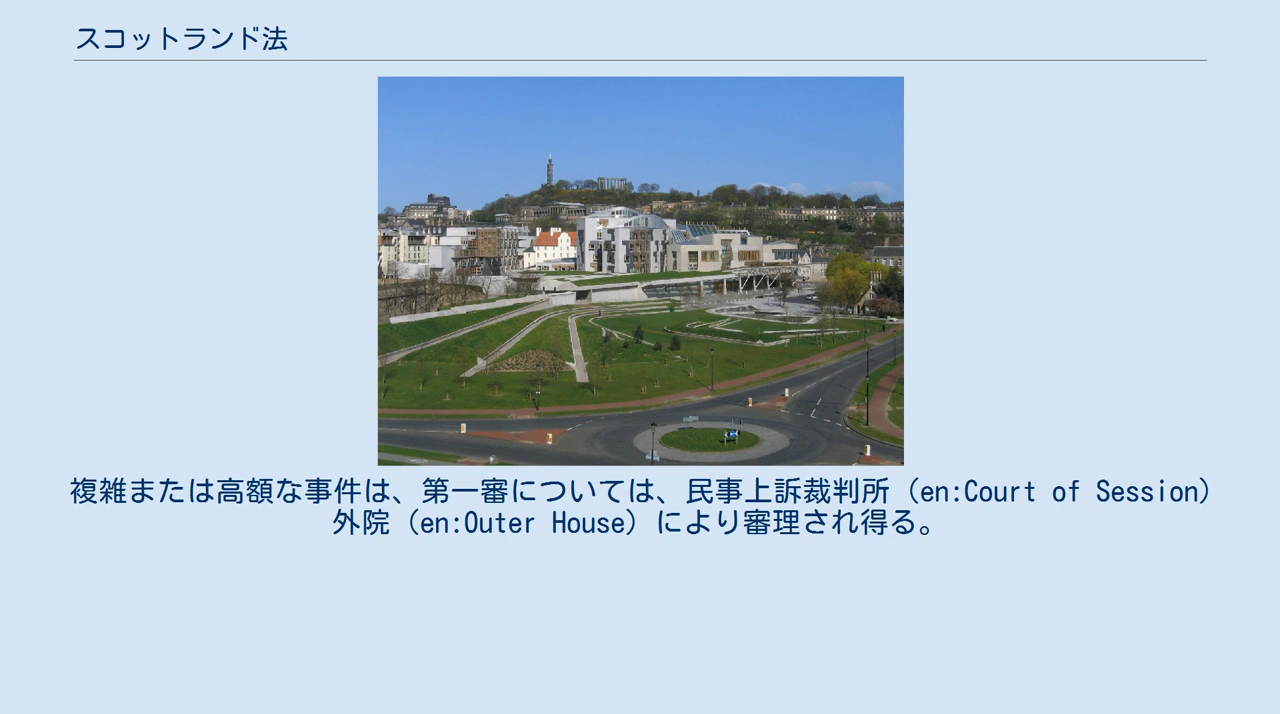 スコットランド法
複雑または高額な事件は、第一審については、民事上訴裁判所（en:Court of Session）
外院（en:Outer House）により審理され得る。